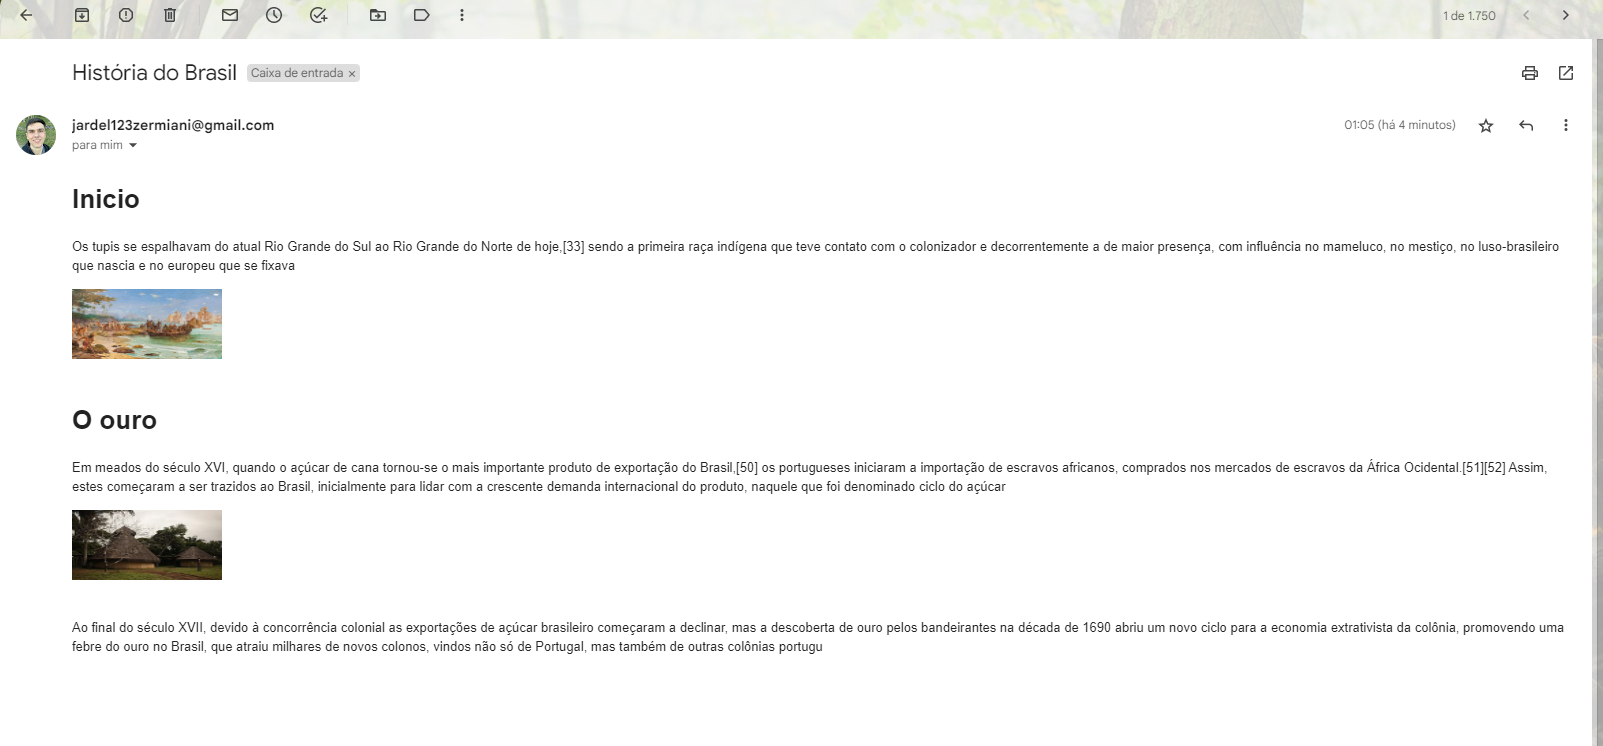 1 de 1.750
História do Brasil
Caixa de entrada ×
jardel123zermiani@gmail.com
01:05 (há 4 minutos)
para mim
Inicio
Os tupis se espalhavam do atual Rio Grande do Sul ao Rio Grande do Norte de hoje,[33] sendo a primeira raça indígena que teve contato com o colonizador e decorrentemente a de maior presença, com influência no mameluco, no mestiço, no luso-brasileiro
que nascia e no europeu que se fixava
O ouro
Em meados do século XVI, quando o açúcar de cana tornou-se o mais importante produto de exportação do Brasil,[50] os portugueses iniciaram a importação de escravos africanos, comprados nos mercados de escravos da África Ocidental.[51][52] Assim,
estes começaram a ser trazidos ao Brasil, inicialmente para lidar com a crescente demanda internacional do produto, naquele que foi denominado ciclo do açúcar
Ao final do século XVII, devido à concorrência colonial as exportações de açúcar brasileiro começaram a declinar, mas a descoberta de ouro pelos bandeirantes na década de 1690 abriu um novo ciclo para a economia extrativista da colônia, promovendo uma
febre do ouro no Brasil, que atraiu milhares de novos colonos, vindos não só de Portugal, mas também de outras colônias portugu